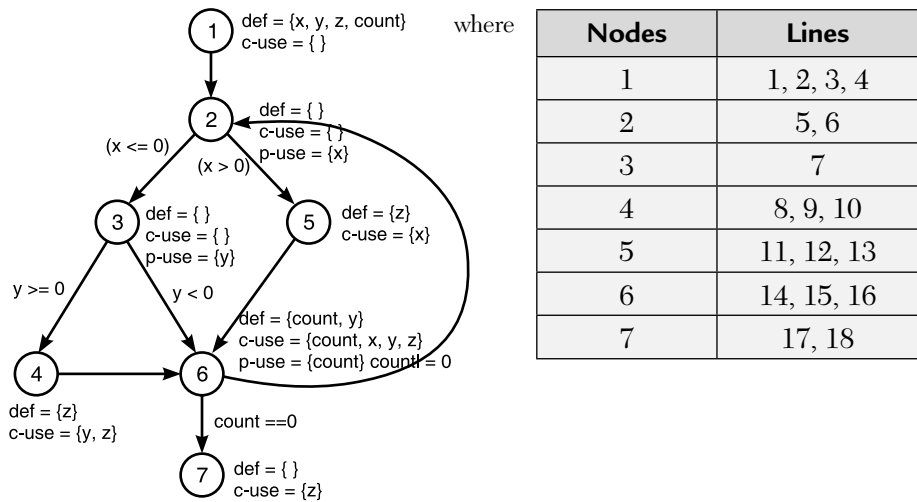 1
def = {x, y, z, count}
c-use = { }
where
2
def = { }
c-use = { }
p-use = {x}
(x <= 0)
(x > 0)
3
def = { }
c-use = { }
p-use = {y}
5
def = {z}
c-use = {x}
y >= 0
y < 0
def = {count, y}
c-use = {count, x, y, z}
p-use = {count} count! = 0
4
6
def = {z}
c-use = {y, z}
count ==0
7
def = { }
c-use = {z}
Nodes Lines
1 1, 2, 3, 4
2 5, 6
3 7
4 8, 9, 10
5 11, 12, 13
6 14, 15, 16
7 17, 18